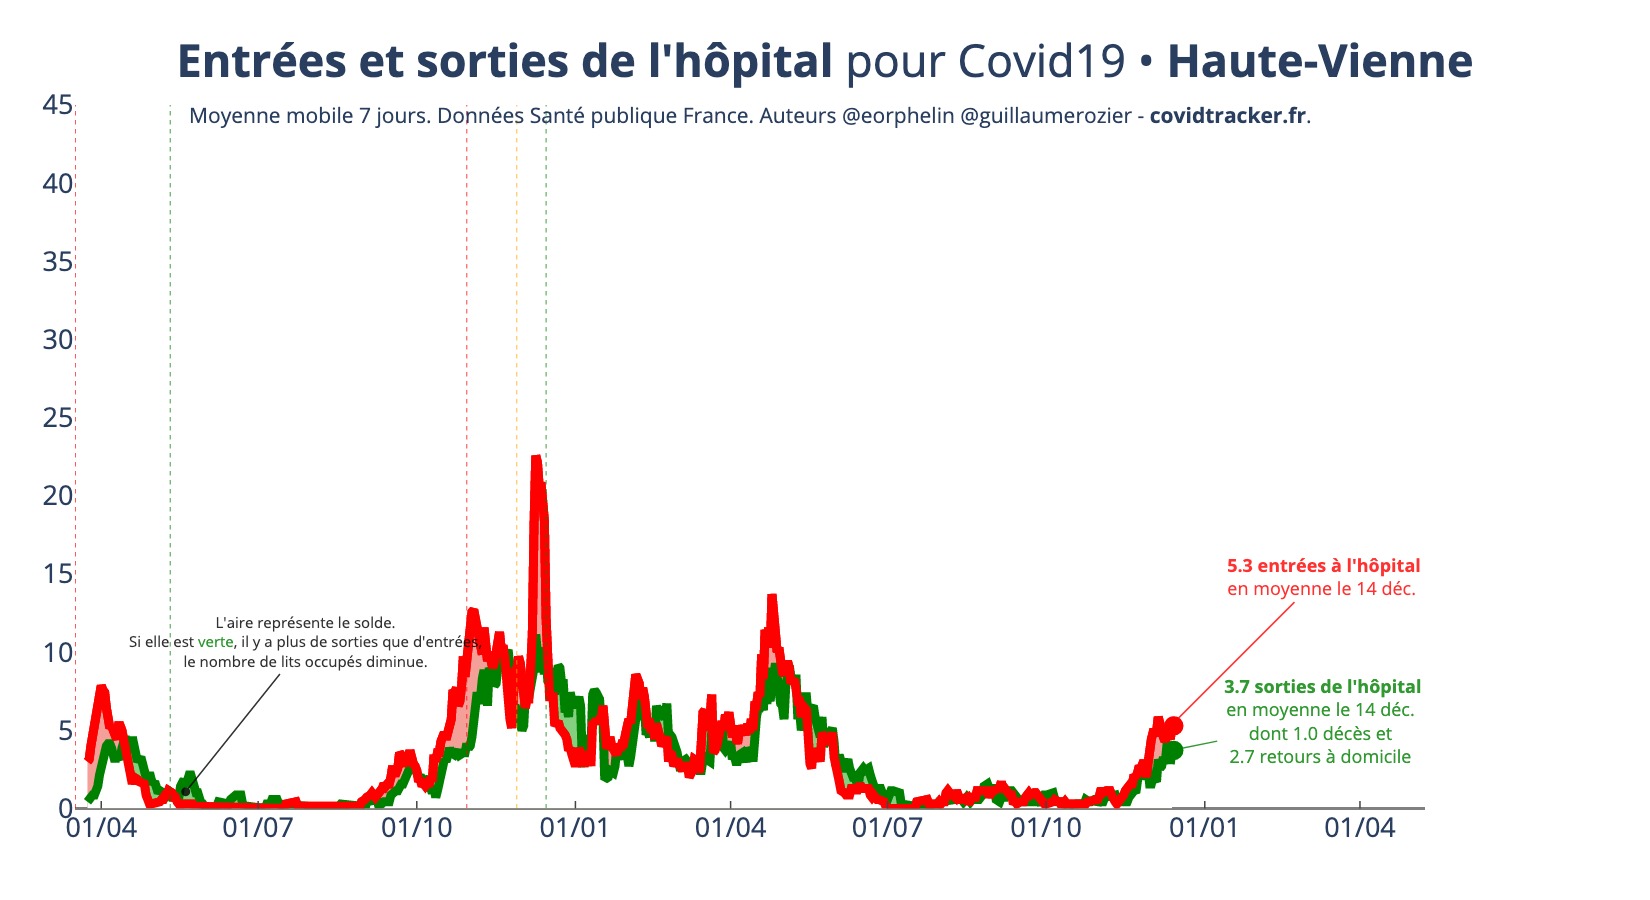 Entrées et sorties de l'hôpital pour Covid19 • Haute-Vienne
Moyenne mobile 7 jours. Données Santé publique France. Auteurs @eorphelin @guillaumerozier - covidtracker.fr.
45
40
35
30
25
20
15
10
5
0
5.3 entrées à l'hôpital
en moyenne le 14 déc.
L'aire représente le solde.
Si elle est verte, il y a plus de sorties que d'entrées,
le nombre de lits occupés diminue.
3.7 sorties de l'hôpital
en moyenne le 14 déc.
dont 1.0 décès et
2.7 retours à domicile
01/04 01/07 01/10 01/01 01/04 01/07 01/10 01/01 01/04